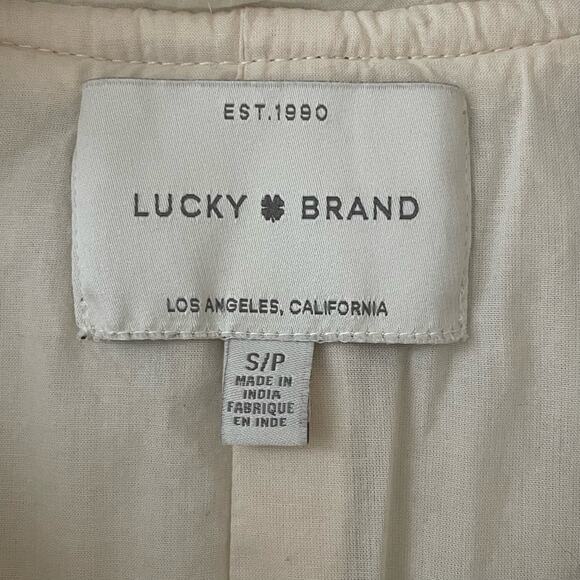 EST.1990
LUCKY BRAND
LOS ANGELES, CALIFORNIA
S/P
MADE IN
INDIA
FABRIQUE
EN INDE